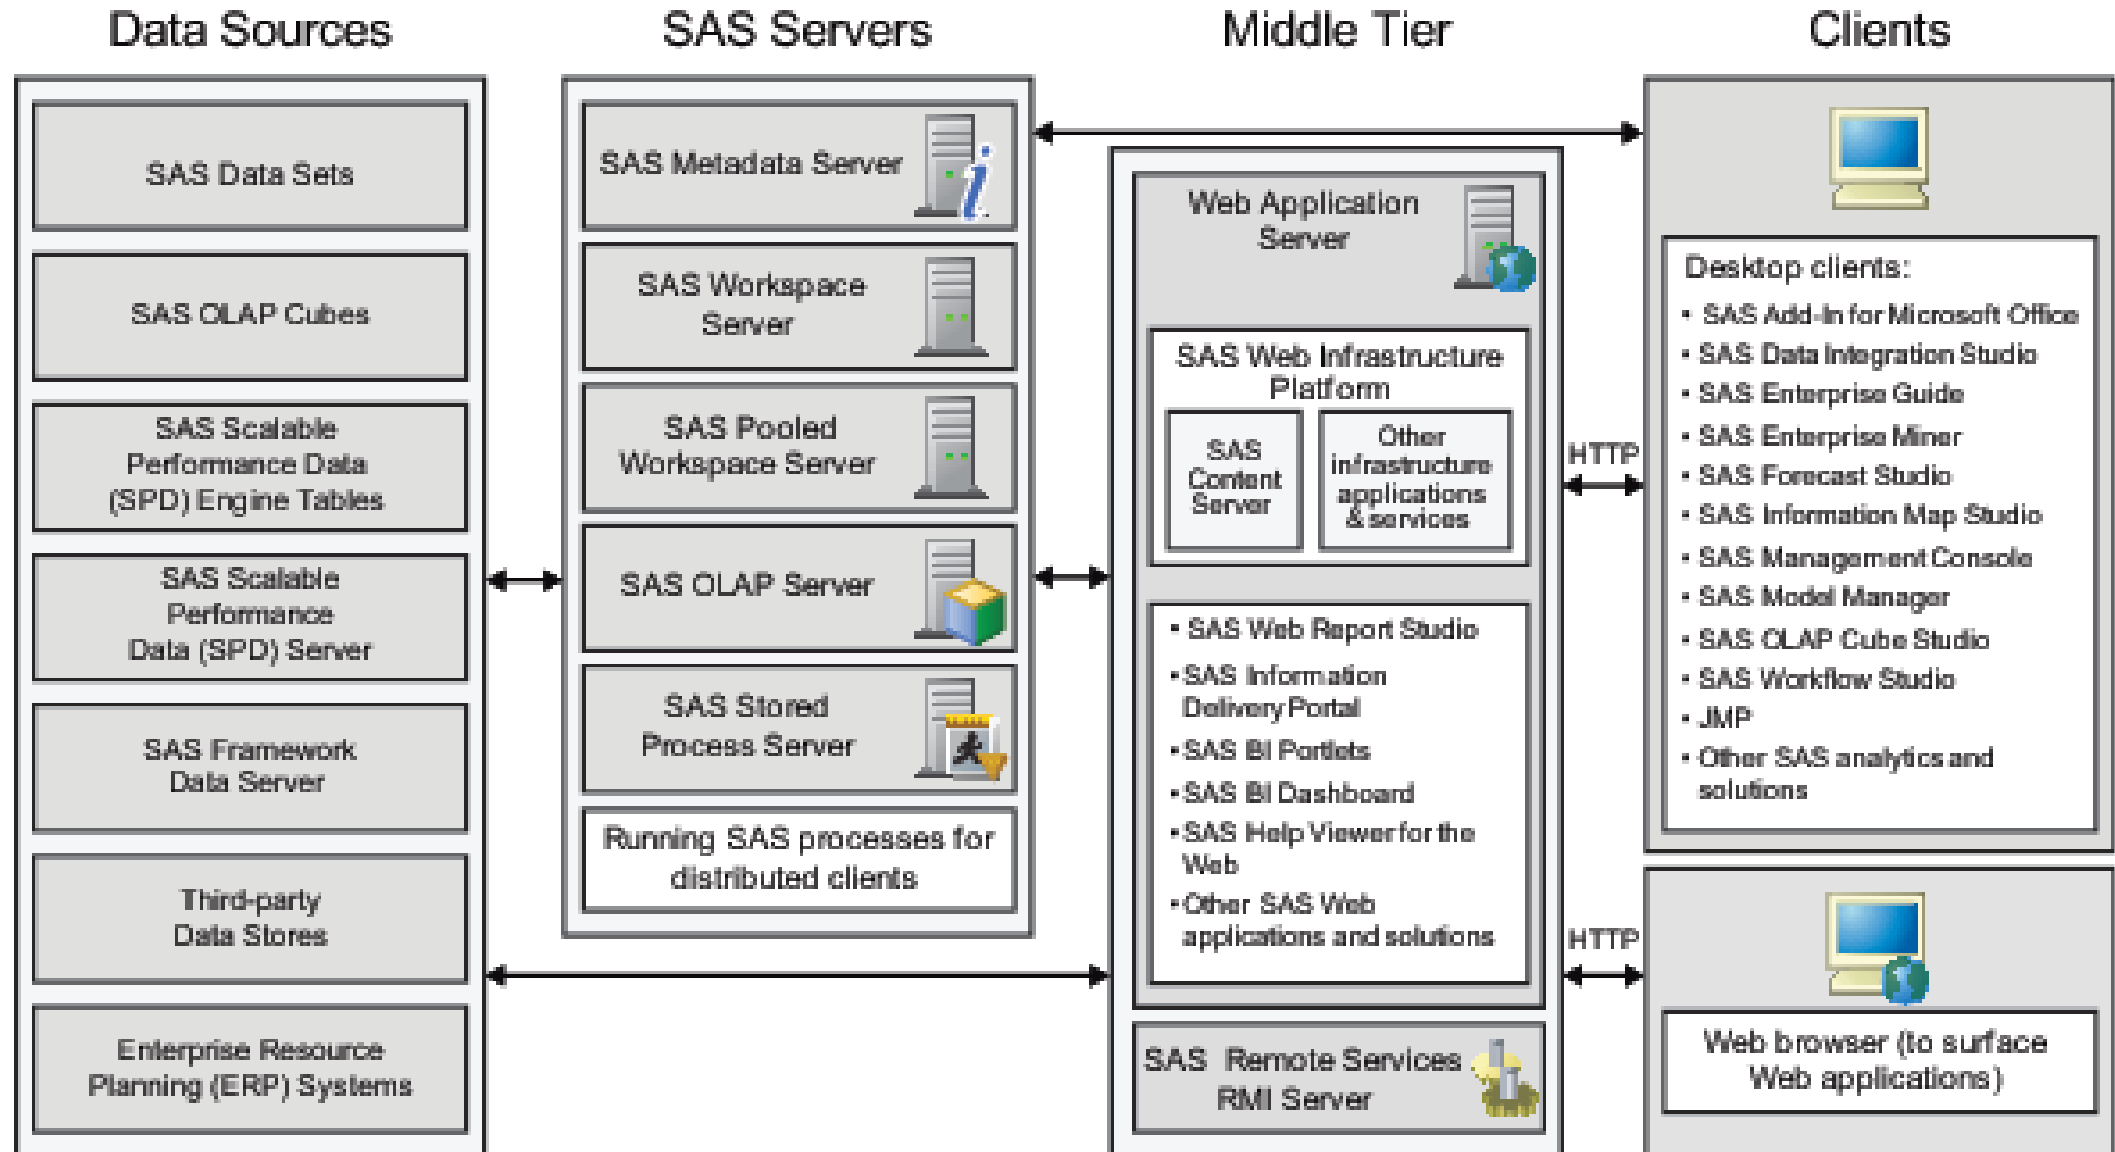 Data Sources
SAS Servers
Middle Tier
Clients
SAS Data Sets
SAS OLAP Cubes
SAS Scalable
Performance Data
(SPD) Engine Tables
SAS Scalable
Performance
Data (SPD) Server
SAS Framework
Data Server
Third-party
Data Stores
Enterprise Resource
Planning (ERP) Systems
SAS Metadata Server
SAS Workspace
Server
SAS Pooled
Workspace Server
SAS OLAP Server
SAS Stored
Process Server
Running SAS processes for
distributed clients
Web Application
Server
SAS Web Infrastructure
Platform
SAS
Content
Server
Other
infrastructure
applications
& services
▪ SAS Web Report Studio
▪ SAS Information
Delivery Portal
▪ SAS BI Portlets
▪ SAS BI Dashboard
▪ SAS Help Viewer for the
Web
▪ Other SAS Web
applications and solutions
SAS Remote Services
RMI Server
HTTP
HTTP
Desktop clients:
▪ SAS Add-In for Microsoft Office
▪ SAS Data Integration Studio
▪ SAS Enterprise Guide
▪ SAS Enterprise Miner
▪ SAS Forecast Studio
▪ SAS Information Map Studio
▪ SAS Management Console
▪ SAS Model Manager
▪ SAS OLAP Cube Studio
▪ SAS Workflow Studio
▪ JMP
▪ Other SAS analytics and
solutions
Web browser (to surface
Web applications)